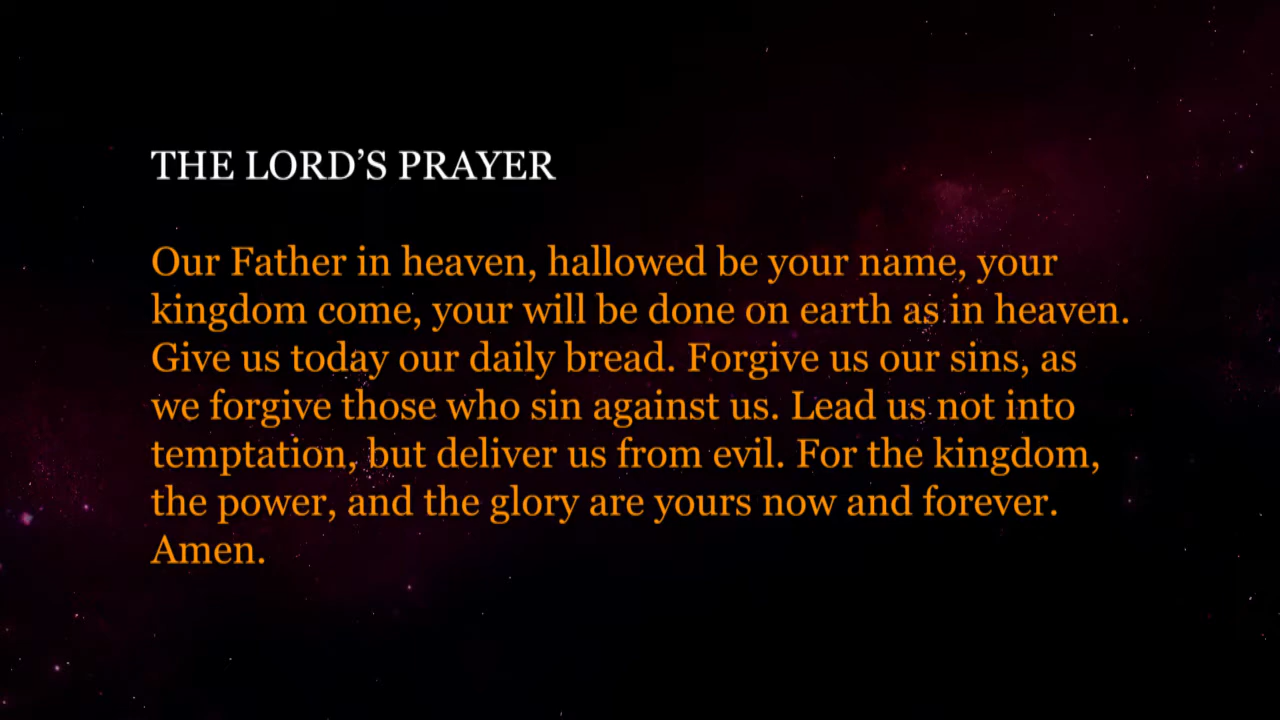 THE LORD’S PRAYER
Our Father in heaven, hallowed be your name, your
kingdom come, your will be done on earth as in heaven.
Give us today our daily bread. Forgive us our sins, as
we forgive those who sin against us. Lead us not into
temptation, but deliver us from evil. For the kingdom,
the power, and the glory are yours now and forever.
Amen.